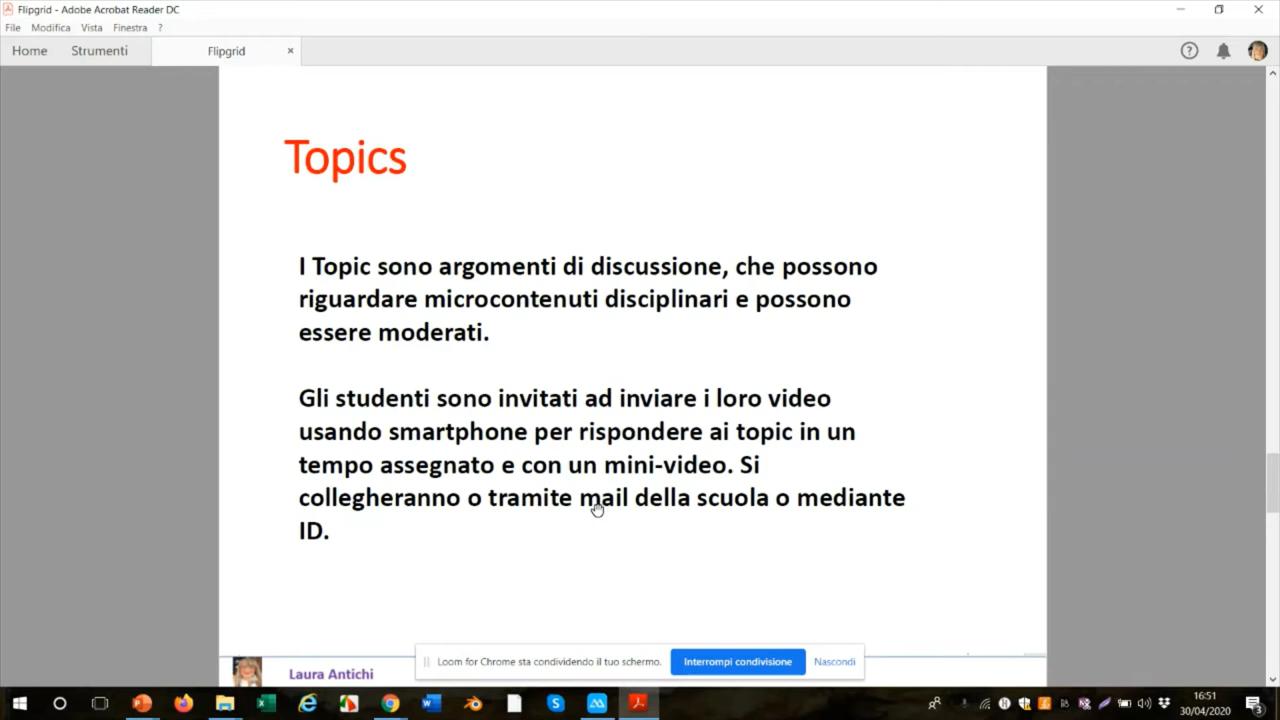 Flipgrid - Adobe Acrobat Reader DC
File Modifica Vista Finestra ?
Home Strumenti Flipgrid
Topics
I Topic sono argomenti di discussione, che possono
riguardare microcontenuti disciplinari e possono
essere moderati.
Gli studenti sono invitati ad inviare i loro video
usando smartphone per rispondere ai topic in un
tempo assegnato e con un mini-video. Si
collegheranno o tramite mail della scuola o mediante
ID.
Loom for Chrome sta condividendo il tuo schermo. Interrompi condivisione Nascondi
Laura Antichi
16:51
30/04/2020